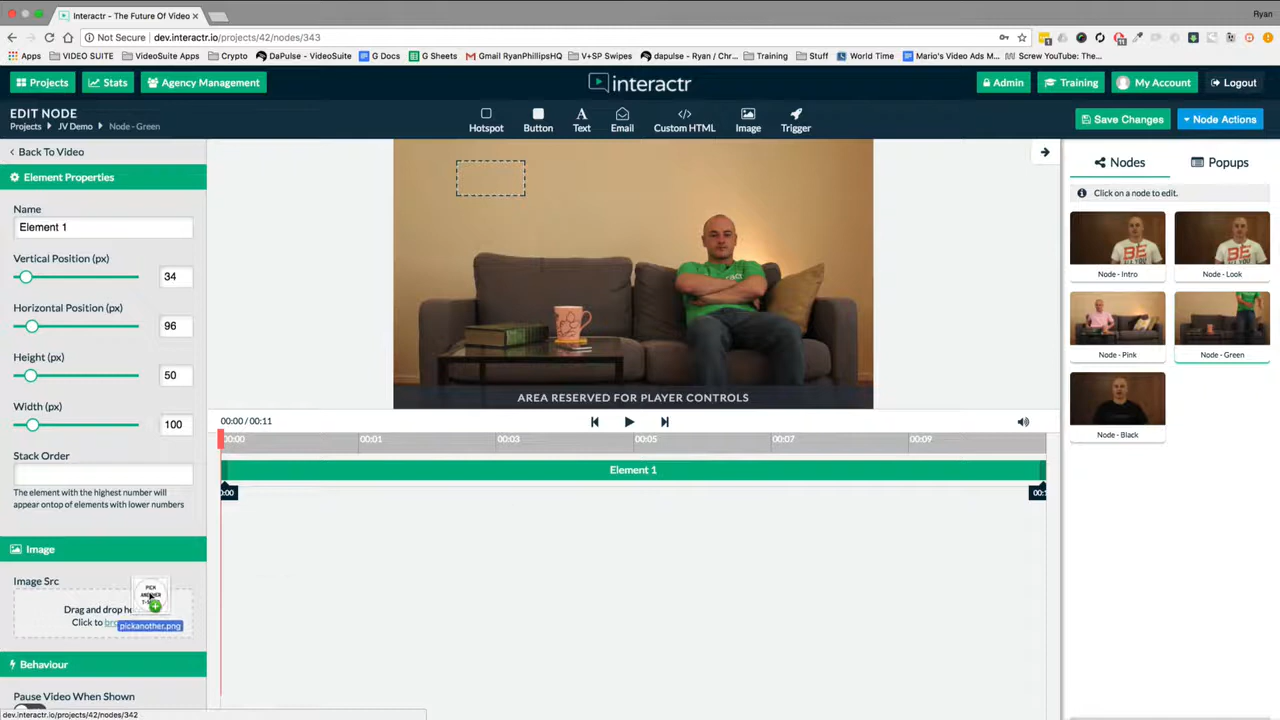 Interactr - The Future Of Video
Ryan
Not Secure dev.interactr.io/projects/42/nodes/343
Apps VIDEO SUITE VideoSuite Apps Crypto DaPulse - VideoSuite G Docs G Sheets Gmail RyanPhillipsHQ V+SP Swipes dapulse - Ryan / Chr... Training Stuff World Time Mario's Video Ads M... Screw YouTube: The...
Projects Stats Agency Management interactr Admin Training My Account Logout
EDIT NODE
Projects JV Demo Node - Green
Hotspot Button Text Email Custom HTML Image Trigger
Save Changes Node Actions
Back To Video
Element Properties
Name
Element 1
Vertical Position (px)
34
Horizontal Position (px)
96
Height (px)
50
Width (px)
100
Stack Order
The element with the highest number will
appear ontop of elements with lower numbers
Image
Image Src
Drag and drop he
Click to
PICK
ANOTHER
pickanother.png
Behaviour
Pause Video When Shown
dev.interactr.io/projects/42/nodes/342
AREA RESERVED FOR PLAYER CONTROLS
00:00 / 00:11
00:00 00:01 00:03 00:05 00:07 00:09
Element 1
0:00 00:
Nodes Popups
Click on a node to edit.
Node - Intro Node - Look
Node - Pink Node - Green
Node - Black